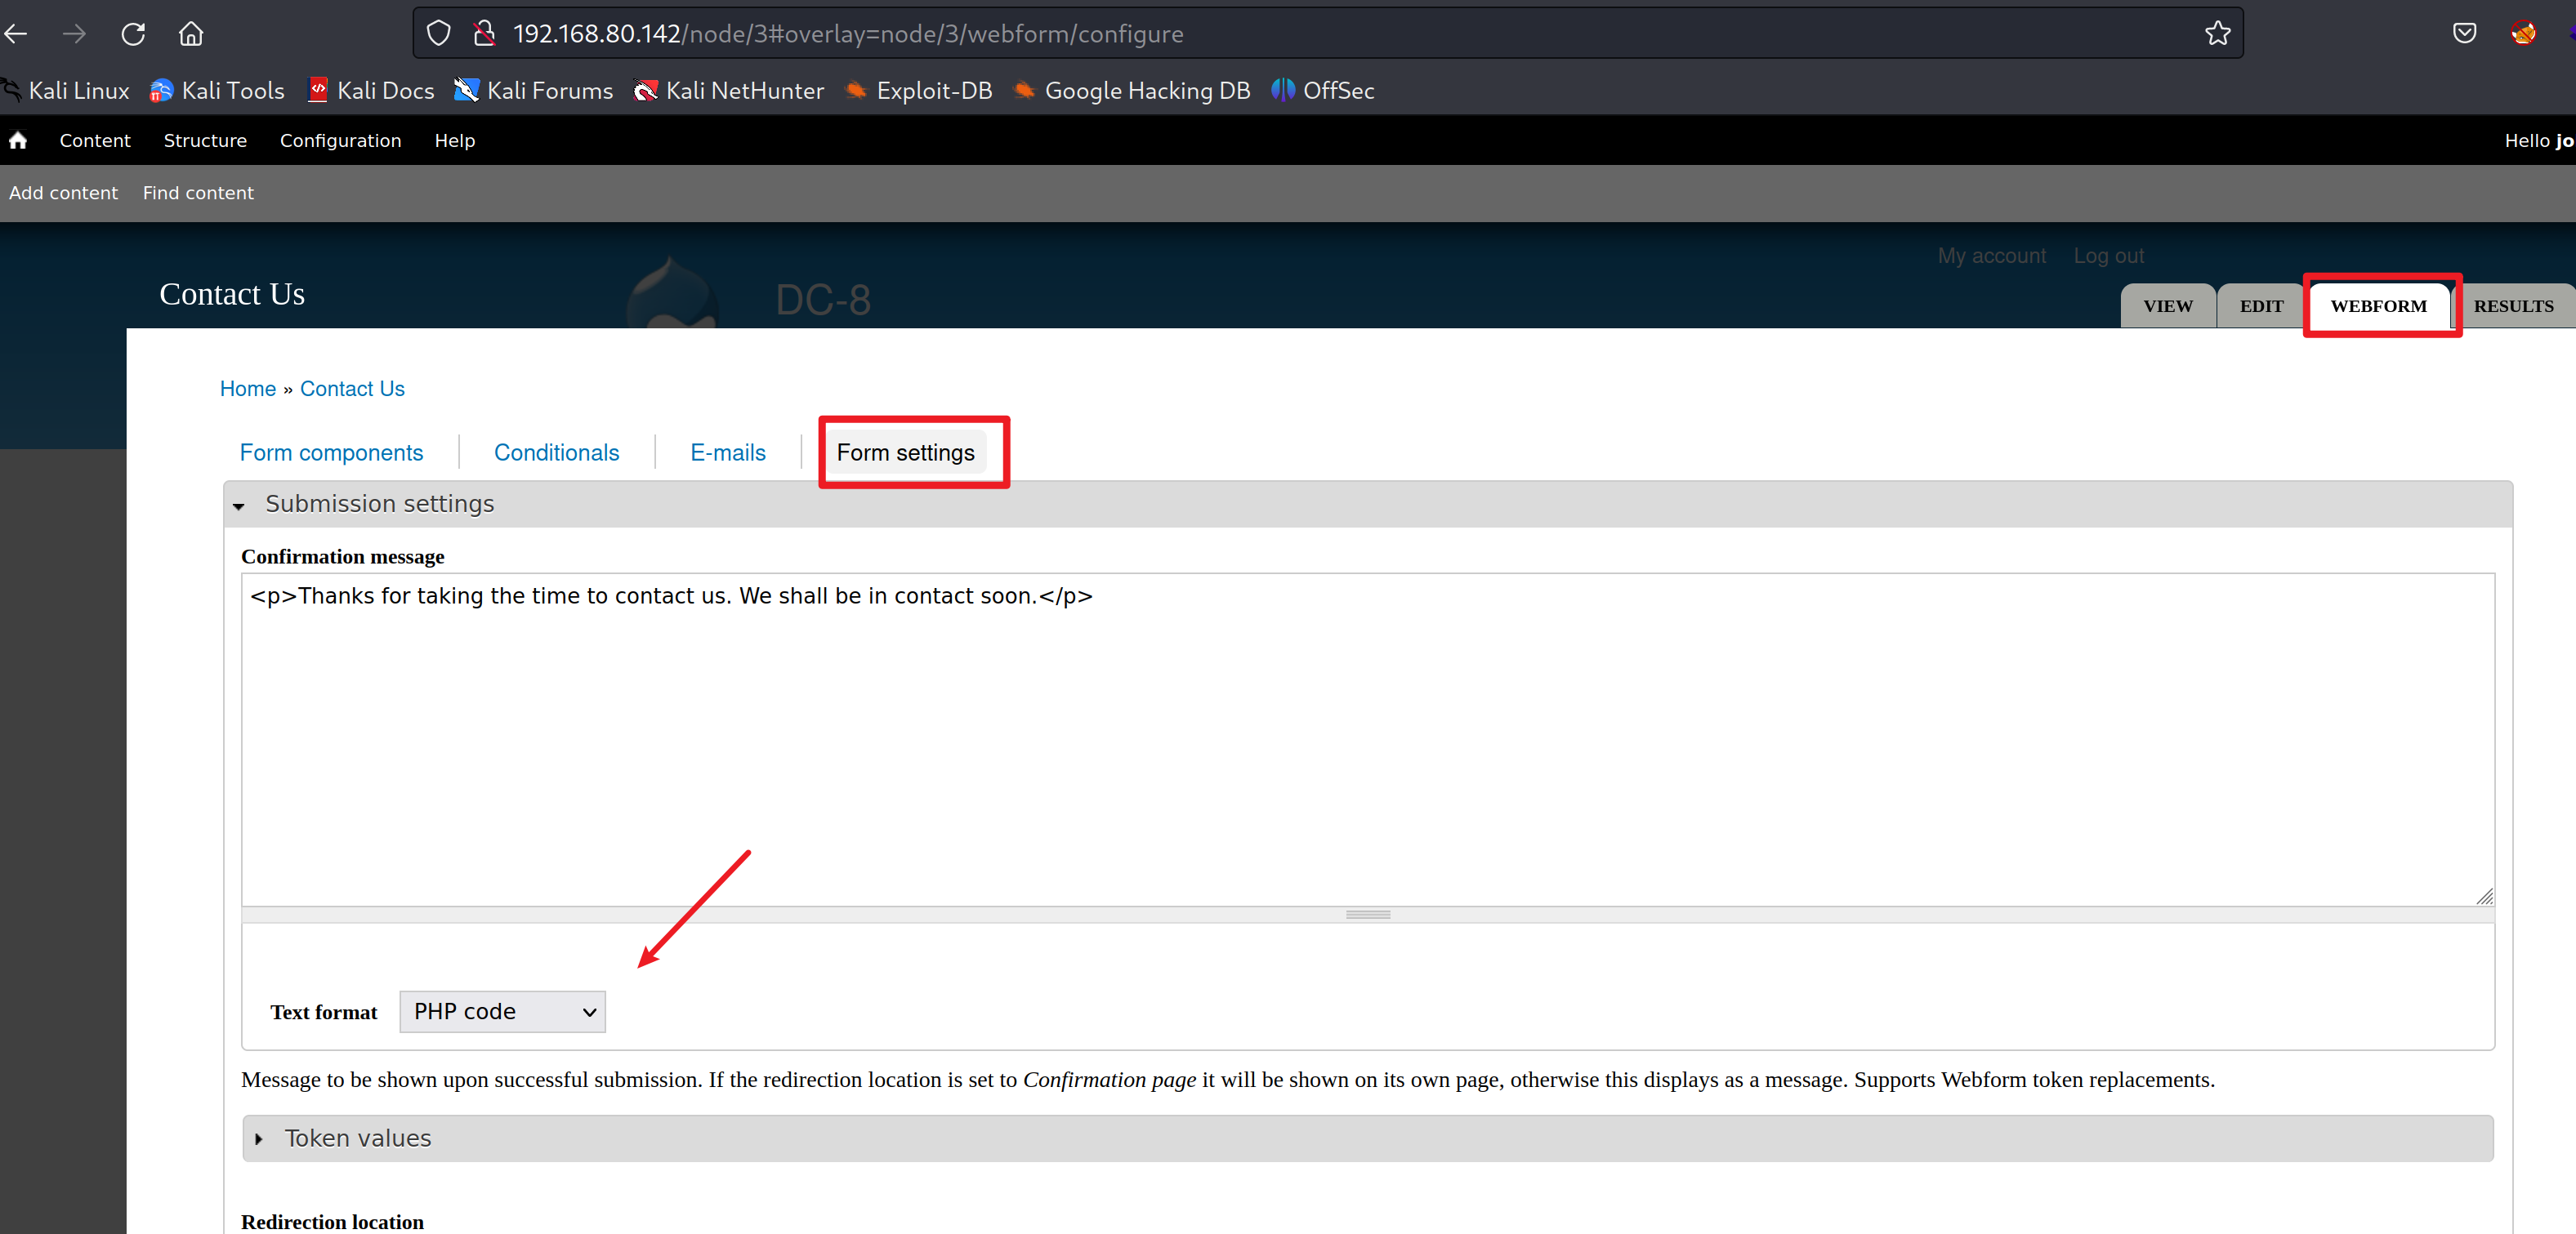 192.168.80.142/node/3#overlay=node/3/webform/configure
Kali Linux Kali Tools Kali Docs Kali Forums Kali NetHunter Exploit-DB Google Hacking DB OffSec
Content Structure Configuration Help Hello jo
Add content Find content
My account Log out
Contact Us DC-8
VIEW EDIT WEBFORM RESULTS
Home » Contact Us
Form components Conditionals E-mails Form settings
Submission settings
Confirmation message
<p>Thanks for taking the time to contact us. We shall be in contact soon.</p>
Text format PHP code
Message to be shown upon successful submission. If the redirection location is set to Confirmation page it will be shown on its own page, otherwise this displays as a message. Supports Webform token replacements.
Token values
Redirection location